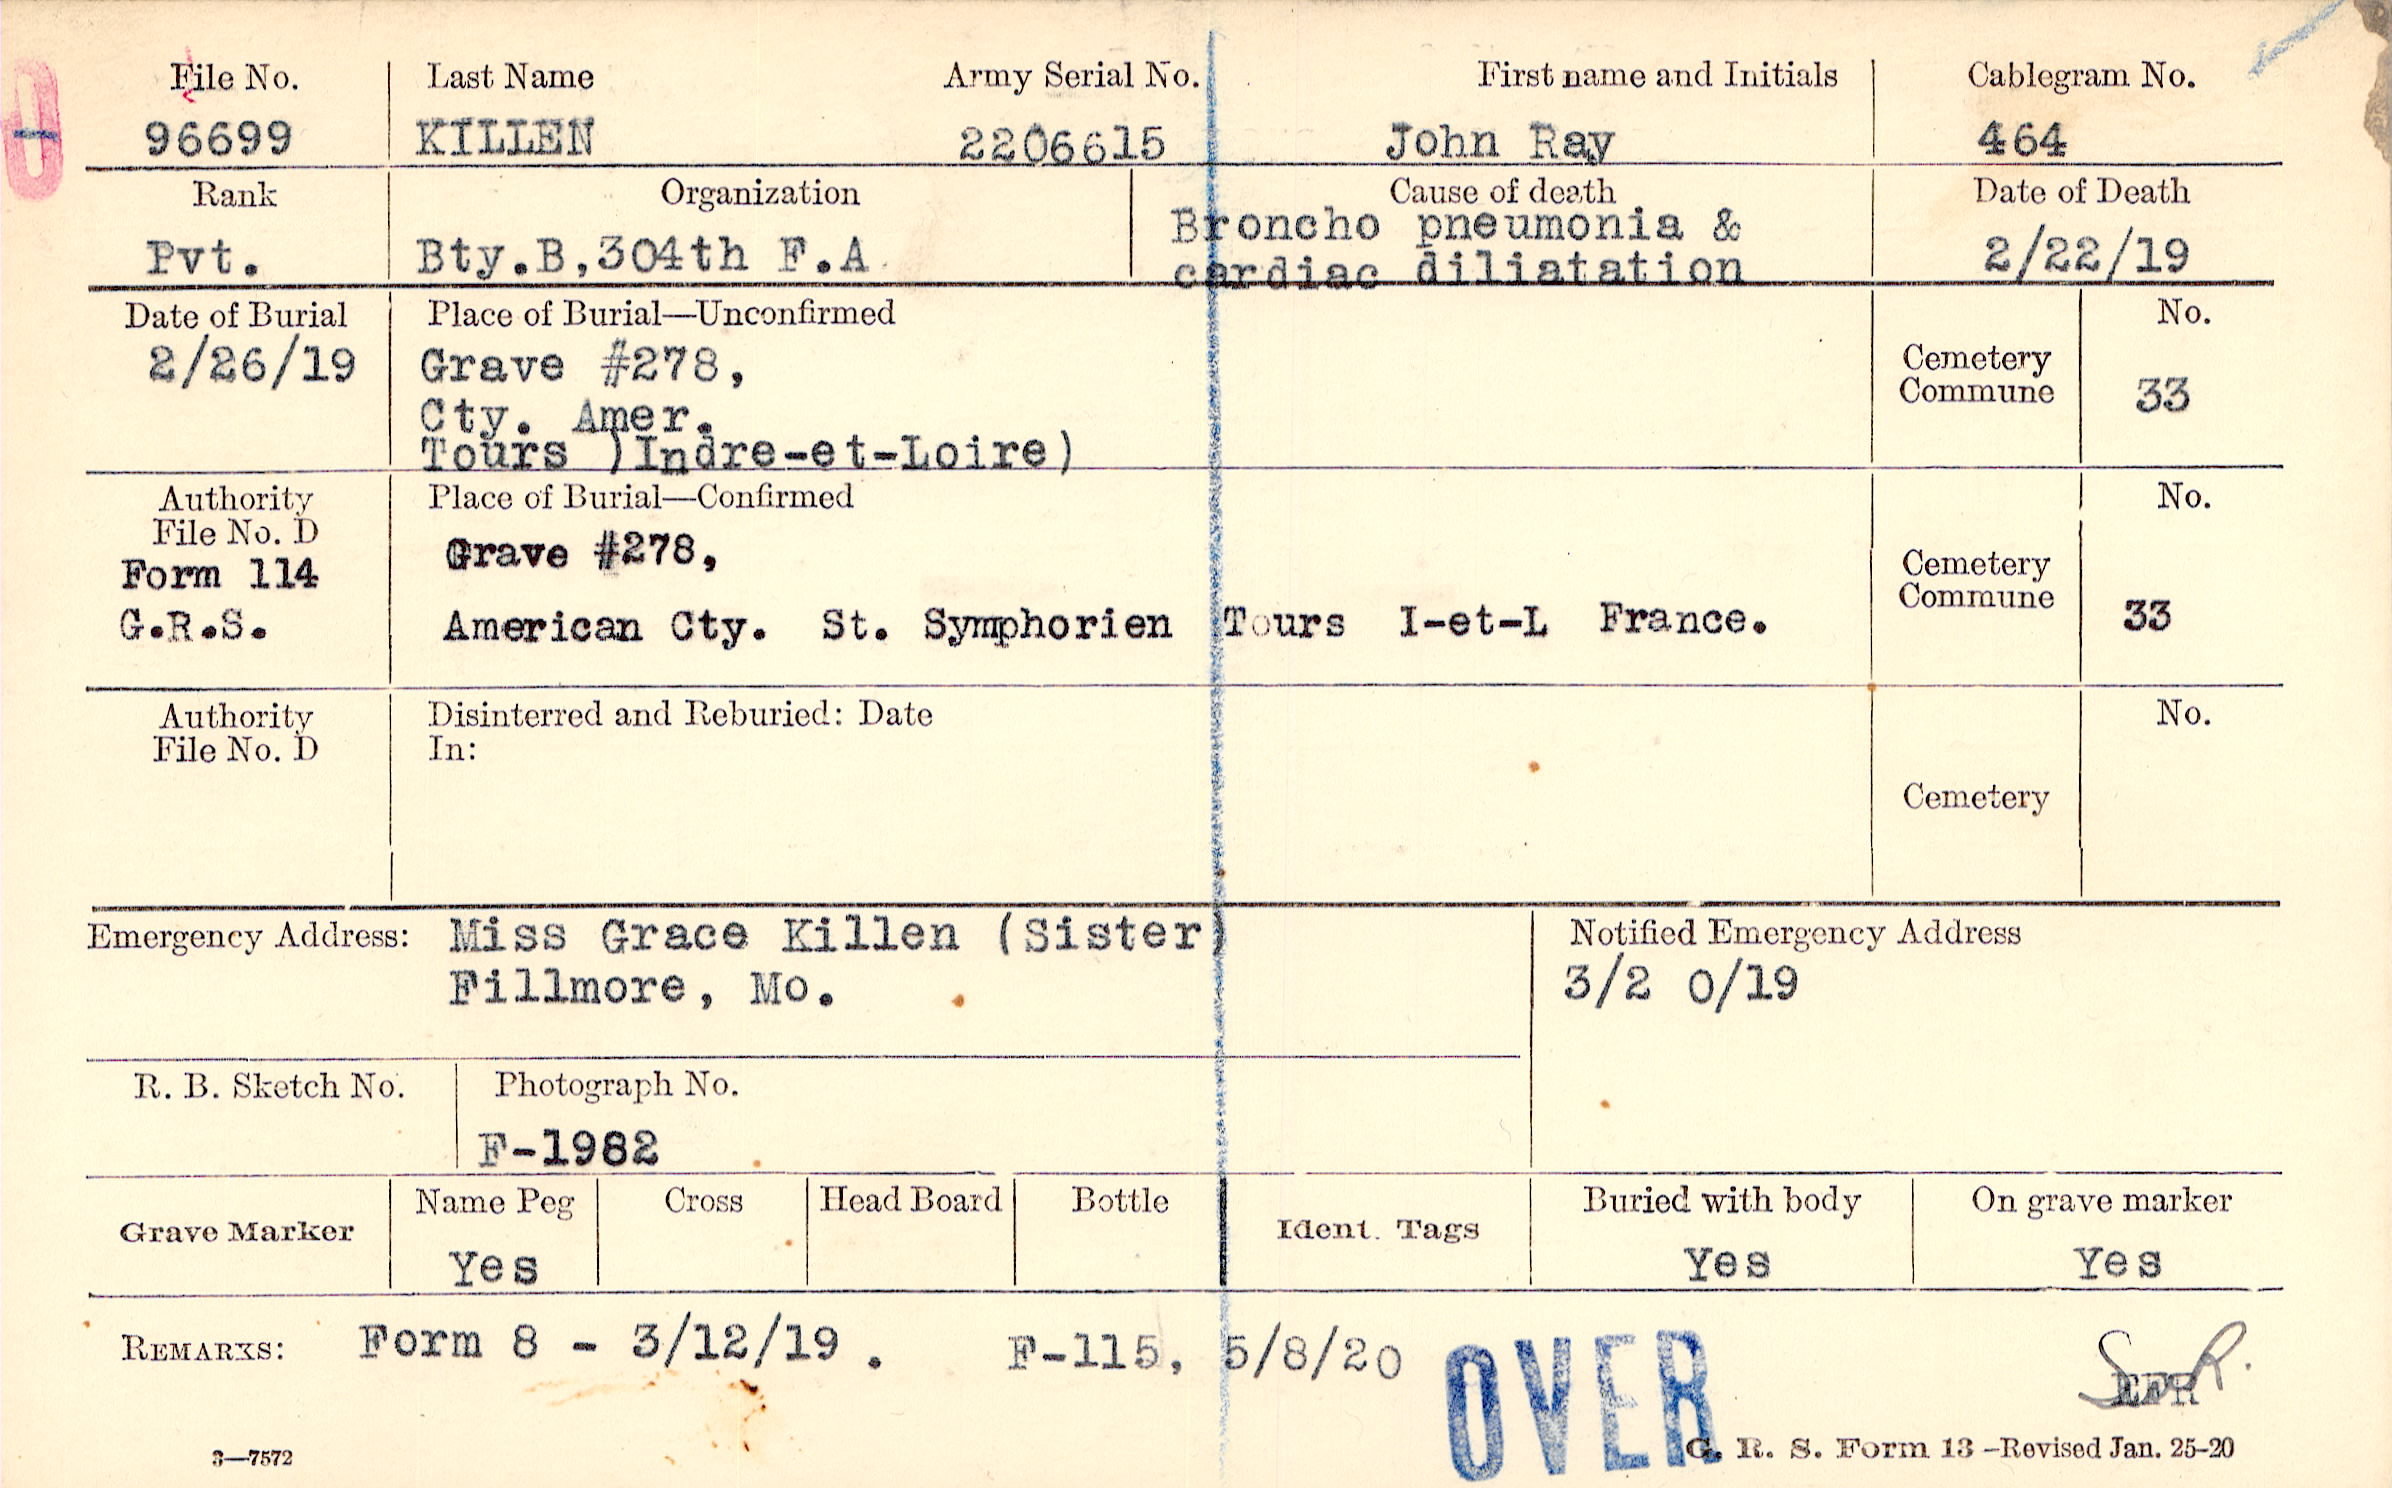 File No. Last Name Army Serial No. First name and Initials Cablegram No.
96699 KILLEN 2206615 John Ray 464
Rank Organization Cause of death Date of Death
Pvt. Bty.B,304th F.A. Broncho pneumonia & 2/22/19
cardiac diliatation
Date of Burial Place of Burial—Unconfirmed No.
2/26/19 Grave #278, Cemetery
Commune 33
Cty. Amer.
Tours )Indre-et-Loire)
Authority Place of Burial—Confirmed No.
File No. D
Form 114 Grave #278, Cemetery
Commune 33
G.R.S. American Cty. St. Symphorien Tours I-et-L France.
Authority Disinterred and Reburied: Date No.
File No. D In:
Cemetery
Emergency Address: Miss Grace Killen (Sister) Notified Emergency Address
Fillmore, Mo. 3/2 0/19
R. B. Sketch No. Photograph No.
F-1982
Grave Marker Name Peg Cross Head Board Bottle Ident. Tags Buried with body On grave marker
Yes Yes Yes
REMARKS: Form 8 - 3/12/19 . F-115, 5/8/20
OVER
3—7572 G. R. S. Form 13 —Revised Jan. 25-20